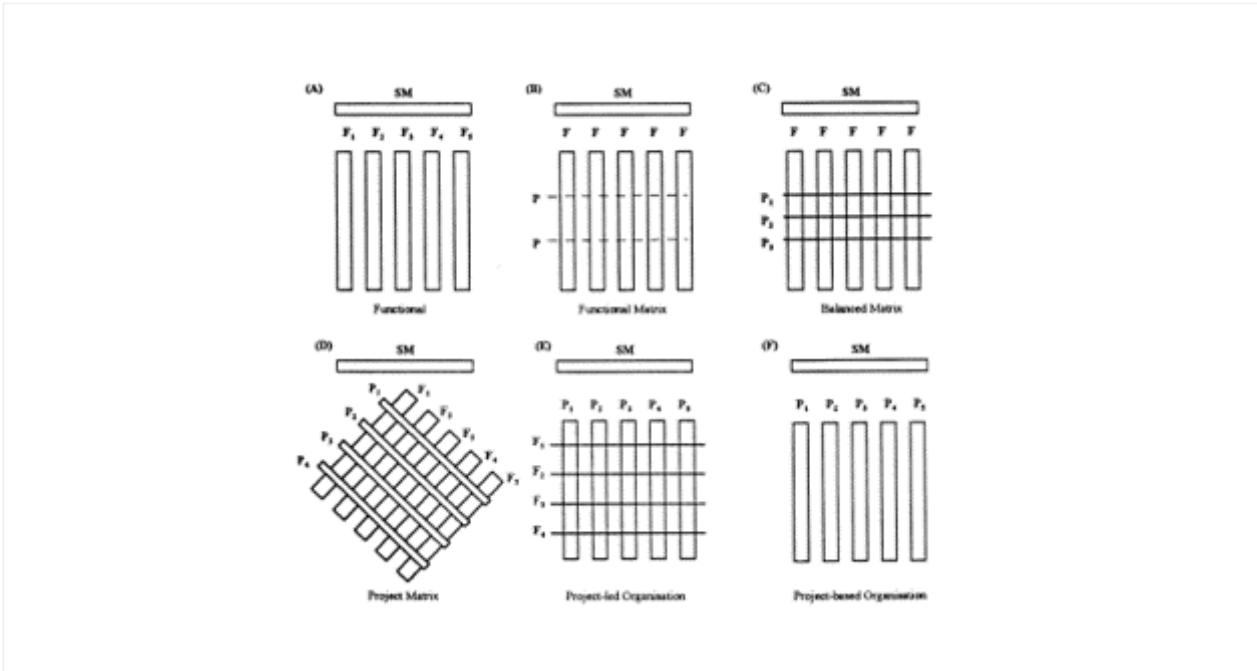 (A) SM
F₁ F₂ F₃ F₄ F₅
Functional
(B) SM
F F F F F
P
P
Functional Matrix
(C) SM
F F F F F
P₁
P₂
P₃
Balanced Matrix
(D) SM
P₁ F₁
P₂ F₂
P₃ F₃
P₄ F₄
F₅
Project Matrix
(E) SM
P₁ P₂ P₃ P₄ P₅
F₁
F₂
F₃
F₄
Project-led Organisation
(F) SM
P₁ P₂ P₃ P₄ P₅
Project-based Organisation